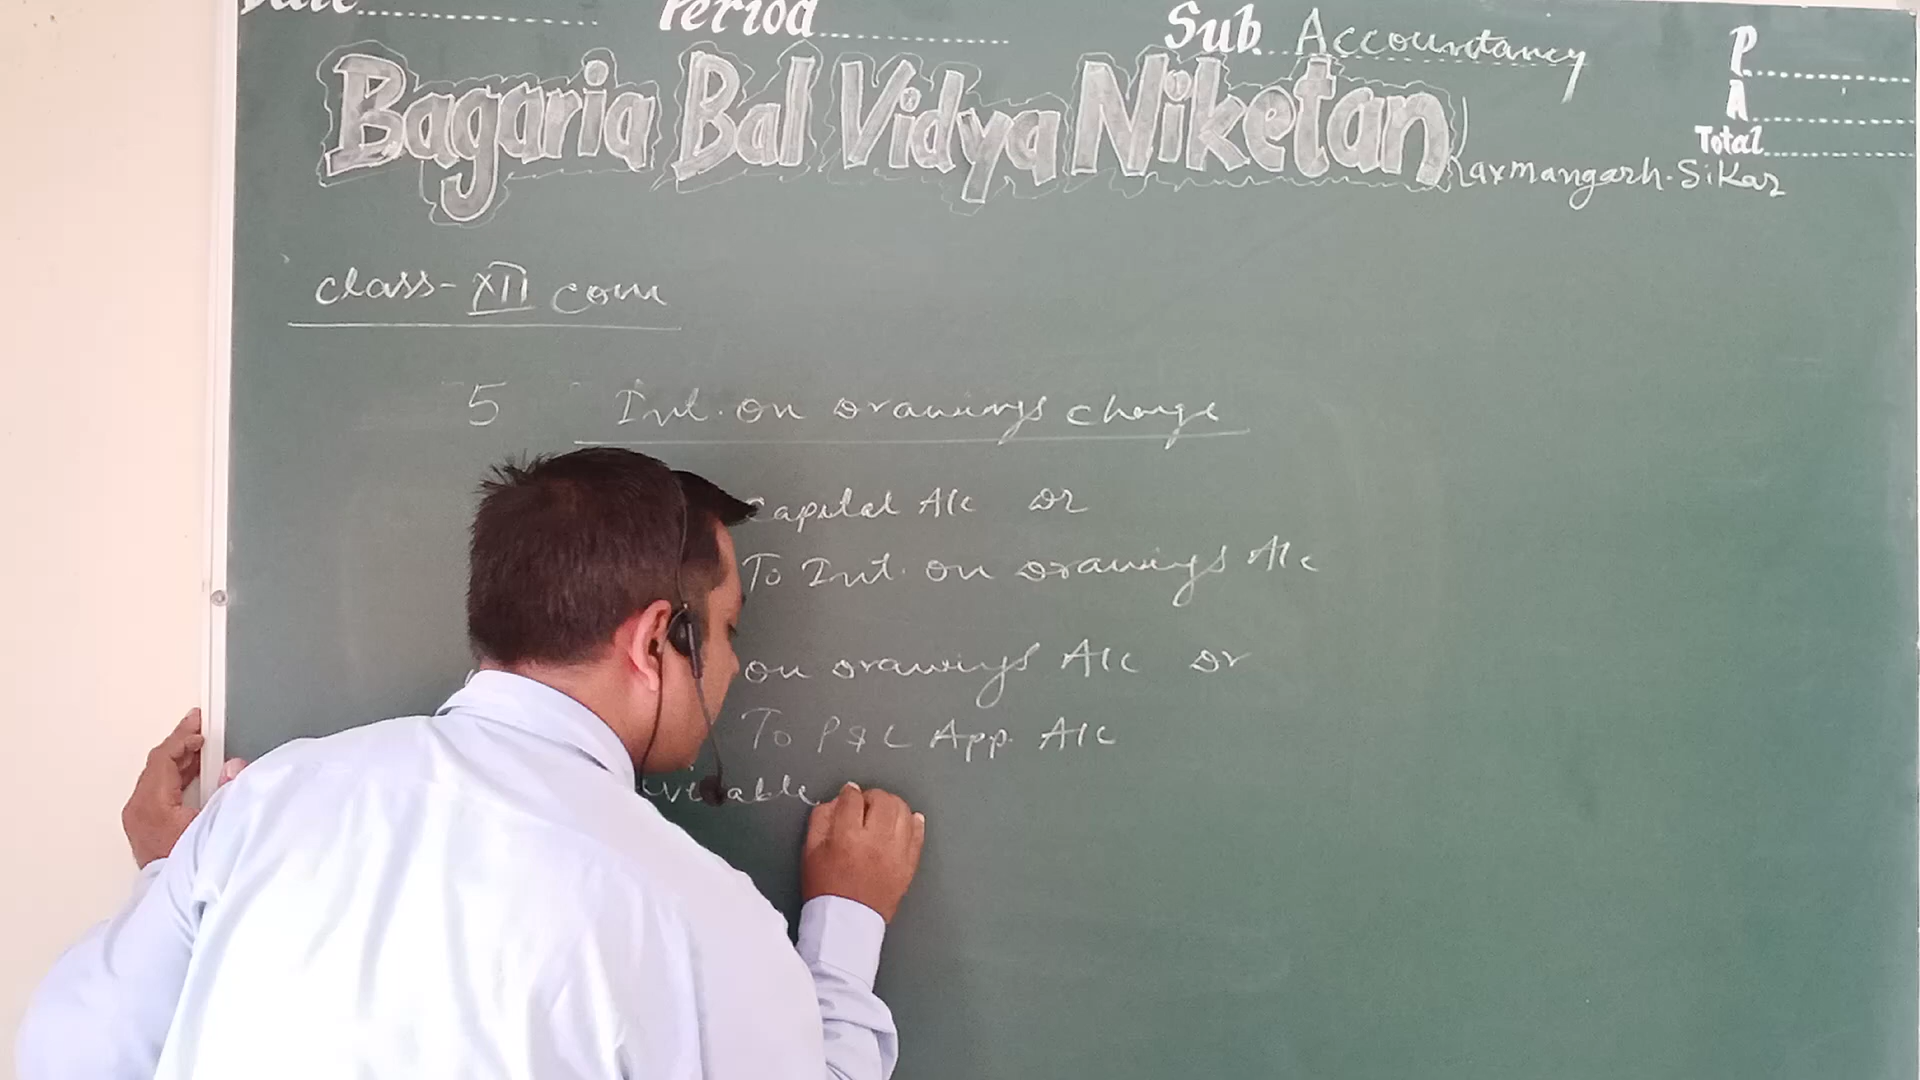 Date.............. Period.............. Sub. Accountancy
P..............
A..............
Total..............
Bagaria Bal Vidya Niketan
Laxmangarh. Sikar
class - XII com
5 Int. on Drawings charge
Capital A/c Dr
To Int. on Drawings A/c
on Drawings A/c Dr
To P & L App. A/c